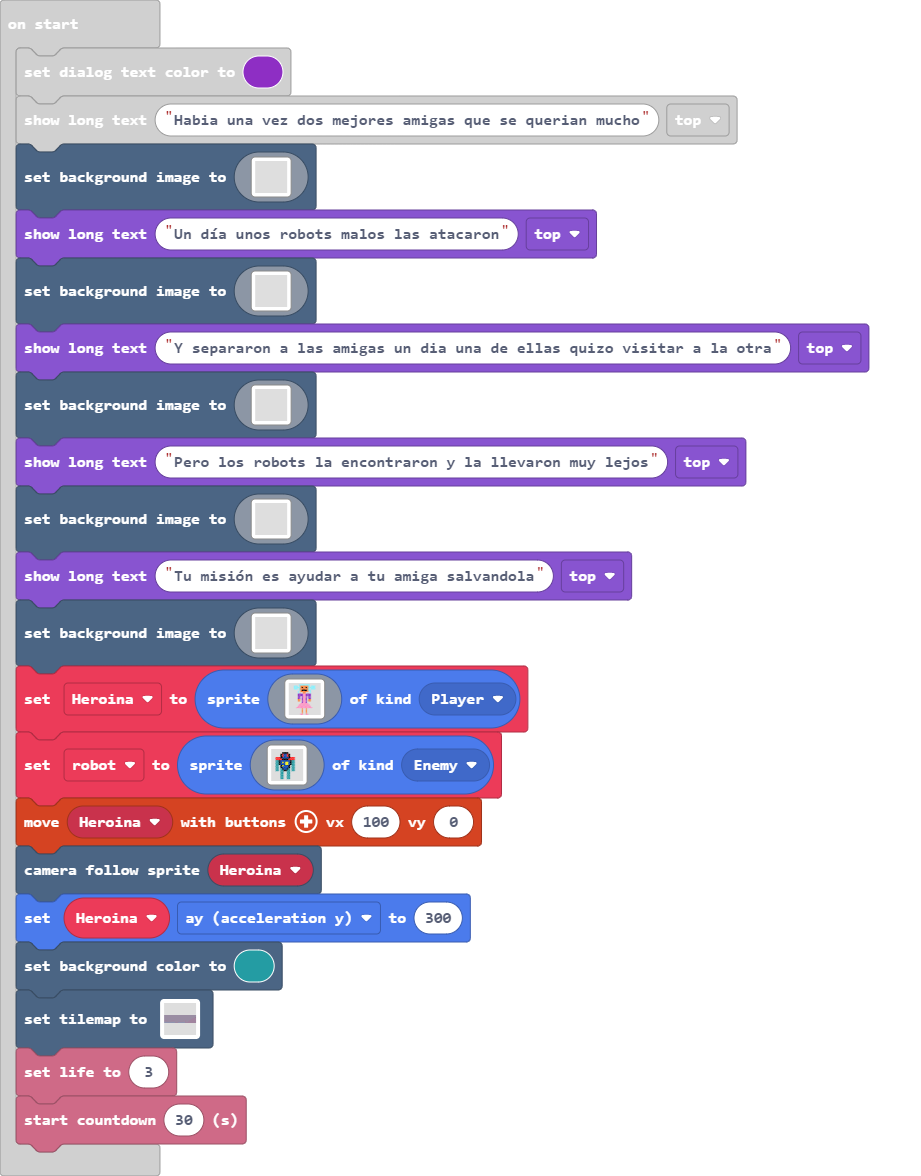 on start
set dialog text color to
show long text "Habia una vez dos mejores amigas que se querian mucho" top
set background image to
show long text "Un día unos robots malos las atacaron" top
set background image to
show long text "Y separaron a las amigas un dia una de ellas quizo visitar a la otra" top
set background image to
show long text "Pero los robots la encontraron y la llevaron muy lejos" top
set background image to
show long text "Tu misión es ayudar a tu amiga salvandola" top
set background image to
set Heroina to sprite of kind Player
set robot to sprite of kind Enemy
move Heroina with buttons vx 100 vy 0
camera follow sprite Heroina
set Heroina ay (acceleration y) to 300
set background color to
set tilemap to
set life to 3
start countdown 30 (s)